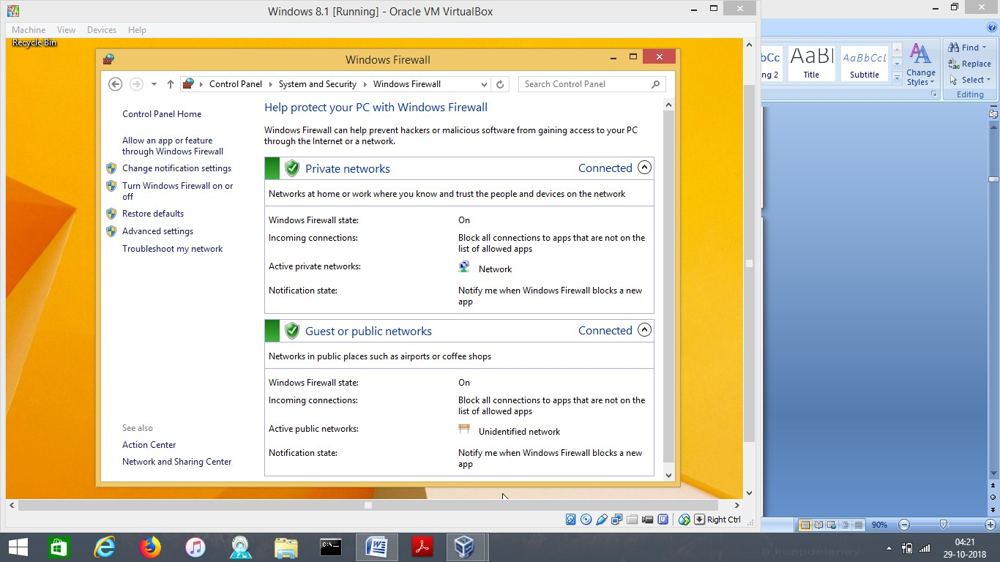 Windows 8.1 [Running] - Oracle VM VirtualBox
Machine View Devices Help
Recycle Bin
Windows Firewall
Control Panel System and Security Windows Firewall
Search Control Panel
Control Panel Home
Allow an app or feature
through Windows Firewall
Change notification settings
Turn Windows Firewall on or
off
Restore defaults
Advanced settings
Troubleshoot my network
See also
Action Center
Network and Sharing Center
Help protect your PC with Windows Firewall
Windows Firewall can help prevent hackers or malicious software from gaining access to your PC
through the Internet or a network.
Private networks Connected
Networks at home or work where you know and trust the people and devices on the network
Windows Firewall state: On
Incoming connections: Block all connections to apps that are not on the
list of allowed apps
Active private networks: Network
Notification state: Notify me when Windows Firewall blocks a new
app
Guest or public networks Connected
Networks in public places such as airports or coffee shops
Windows Firewall state: On
Incoming connections: Block all connections to apps that are not on the
list of allowed apps
Active public networks: Unidentified network
Notification state: Notify me when Windows Firewall blocks a new
app
Right Ctrl
bCc AaBl AaBbCcL
ng 2 Title Subtitle
Change
Styles
Find
Replace
Select
Editing
90%
C:\
b.koppdelaney
04:21
29-10-2018